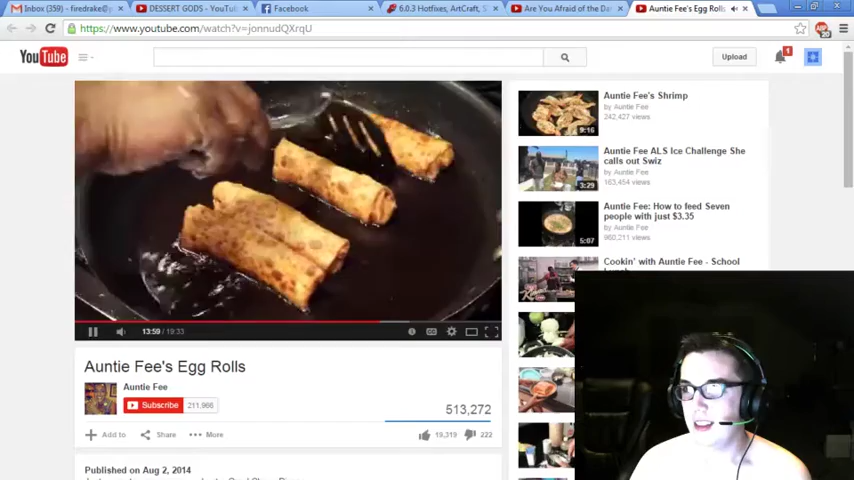 Inbox (359) - firedrake@
DESSERT GODS - YouTub
Facebook
6.0.3 Hotfixes, ArtCraft, S
Are You Afraid of the Da
Auntie Fee's Egg Rolls
https://www.youtube.com/watch?v=jonnudQXrqU
20
YouTube
Upload
1
Auntie Fee's Shrimp
by Auntie Fee
242,427 views
9:16
Auntie Fee ALS Ice Challenge She
calls out Swiz
by Auntie Fee
163,454 views
3:29
Auntie Fee: How to feed Seven
people with just $3.35
by Auntie Fee
960,211 views
5:07
Cookin' with Auntie Fee - School
13:59 / 19:33
Auntie Fee's Egg Rolls
Auntie Fee
Subscribe
211,966
513,272
Add to
Share
More
19,319
222
Published on Aug 2, 2014